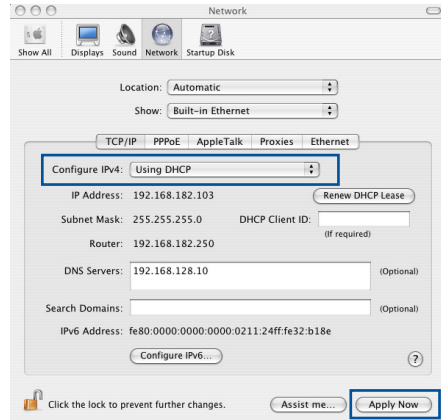 Network
Show All Displays Sound Network Startup Disk
Location: Automatic
Show: Built-in Ethernet
TCP/IP PPPoE AppleTalk Proxies Ethernet
Configure IPv4: Using DHCP
IP Address: 192.168.182.103 Renew DHCP Lease
Subnet Mask: 255.255.255.0 DHCP Client ID:
(If required)
Router: 192.168.182.250
DNS Servers: 192.168.128.10 (Optional)
Search Domains: (Optional)
IPv6 Address: fe80:0000:0000:0000:0211:24ff:fe32:b18e
Configure IPv6... ?
Click the lock to prevent further changes. Assist me... Apply Now